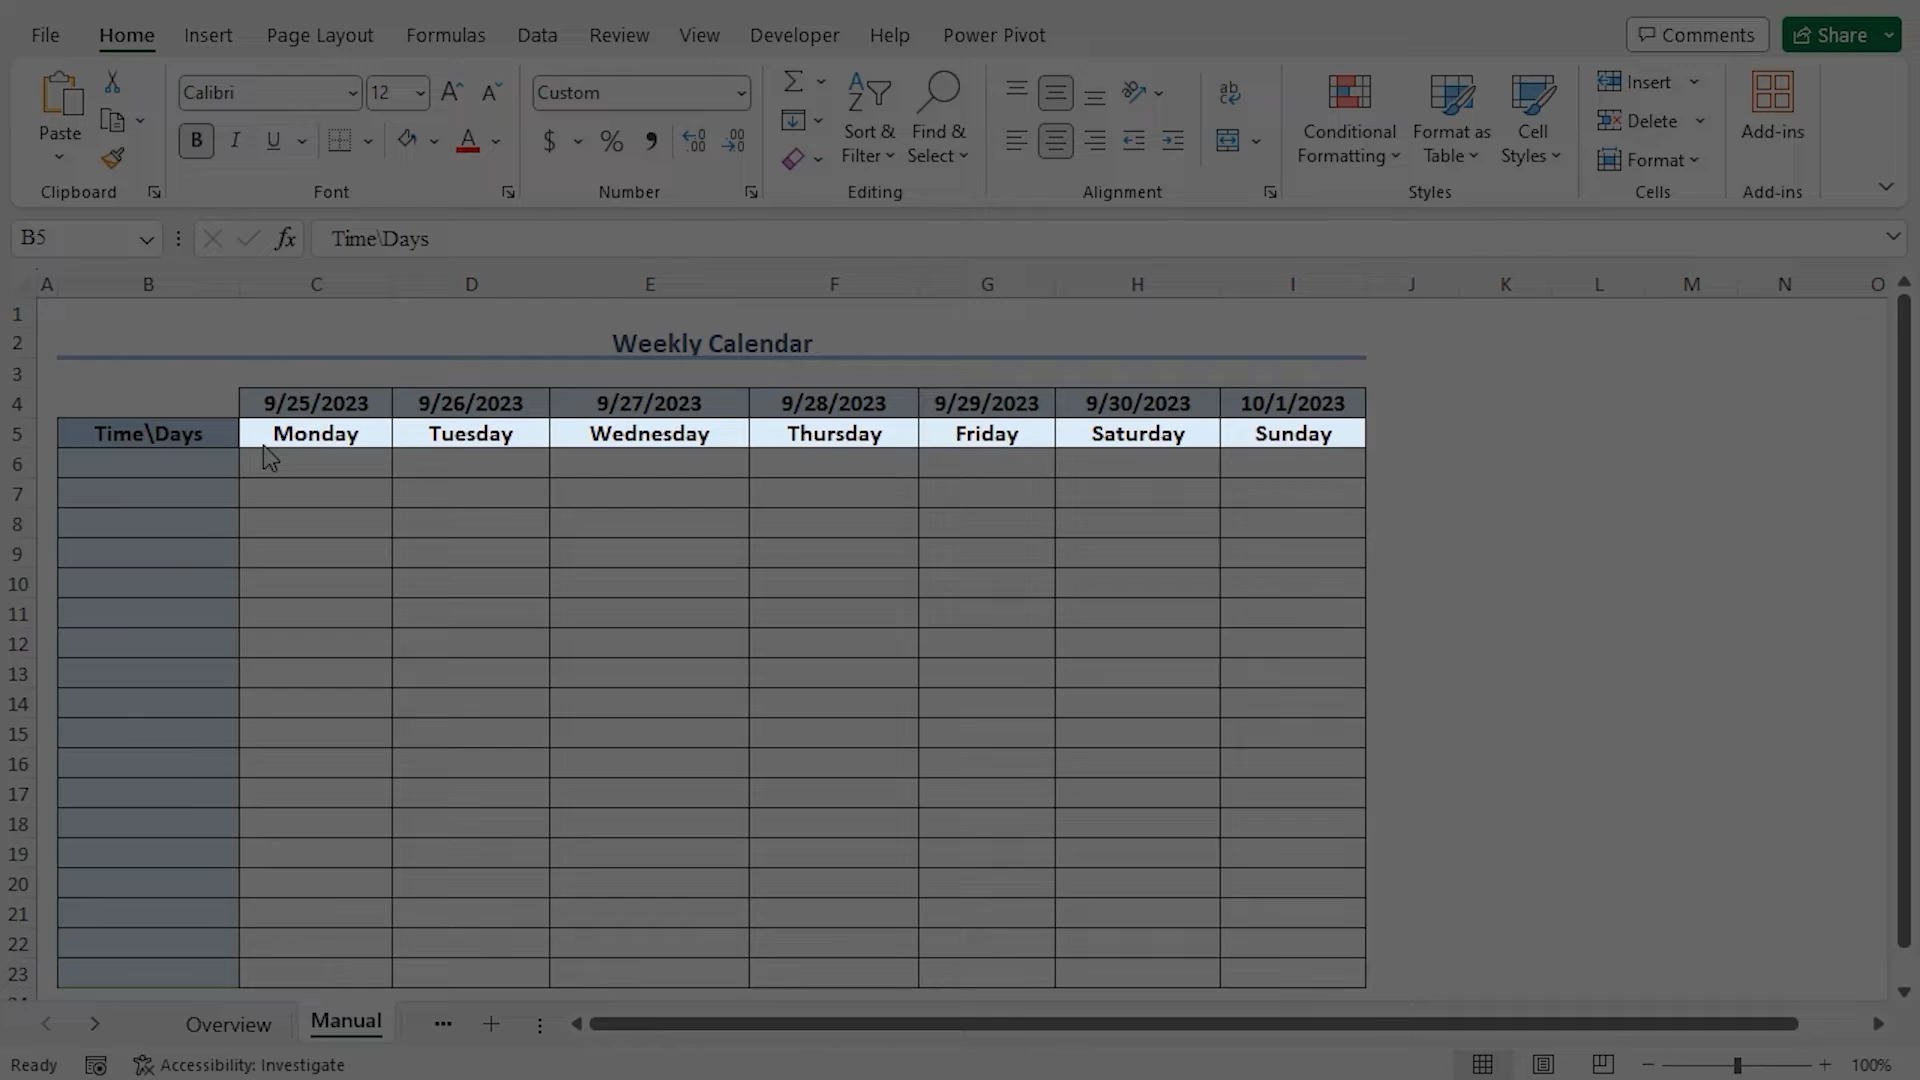 File Home Insert Page Layout Formulas Data Review View Developer Help Power Pivot Comments Share
Calibri 12 Custom Insert
Paste Sort & Filter Find & Select Conditional Formatting Format as Table Cell Styles Delete Add-ins
B I U A $ % Format
Clipboard Font Number Editing Alignment Styles Cells Add-ins
B5 fx Time\Days
A B C D E F G H I J K L M N O
1
2 Weekly Calendar
3
4 9/25/2023 9/26/2023 9/27/2023 9/28/2023 9/29/2023 9/30/2023 10/1/2023
5 Time\Days Monday Tuesday Wednesday Thursday Friday Saturday Sunday
6
7
8
9
10
11
12
13
14
15
16
17
18
19
20
21
22
23
Overview Manual ...
Ready Accessibility: Investigate 100%